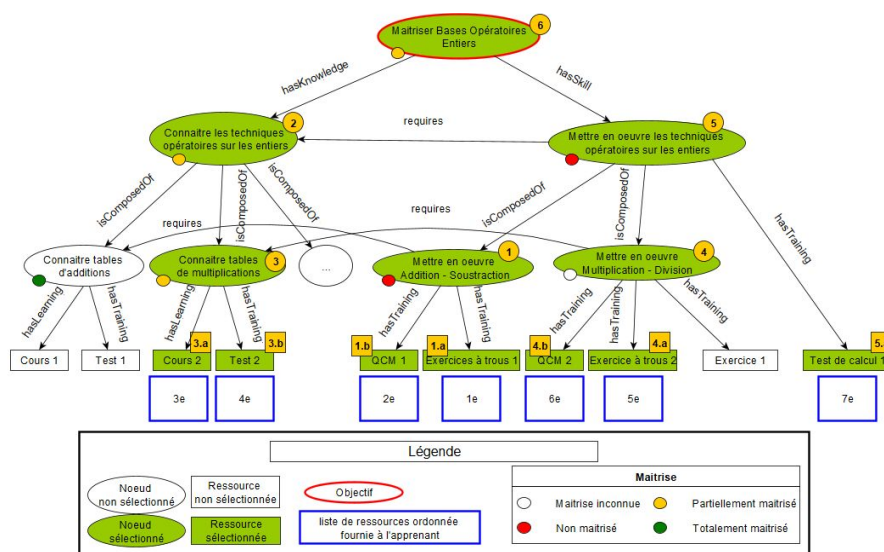 Maitriser Bases Opératoires
Entiers
6
hasKnowledge
hasSkill
Connaitre les techniques
opératoires sur les entiers
2
requires
Mettre en oeuvre les techniques
opératoires sur les entiers
5
isComposedOf
isComposedOf
isComposedOf
isComposedOf
isComposedOf
hasTraining
requires
requires
Connaitre tables
d'additions
Connaitre tables
de multiplications
3
...
Mettre en oeuvre
Addition - Soustraction
1
Mettre en oeuvre
Multiplication - Division
4
hasLearning
hasTraining
hasLearning
hasTraining
hasTraining
hasTraining
hasTraining
hasTraining
hasTraining
3.a
3.b
1.b
1.a
4.b
4.a
5.
Cours 1
Test 1
Cours 2
Test 2
QCM 1
Exercices à trous 1
QCM 2
Exercice à trous 2
Exercice 1
Test de calcul 1
3e
4e
2e
1e
6e
5e
7e
Légende
Noeud
non sélectionné
Ressource
non sélectionnée
Objectif
Noeud
sélectionné
Ressource
sélectionnée
liste de ressources ordonnée
fournie à l'apprenant
Maitrise
Maitrise inconnue
Partiellement maitrisé
Non maitrisé
Totalement maitrisé